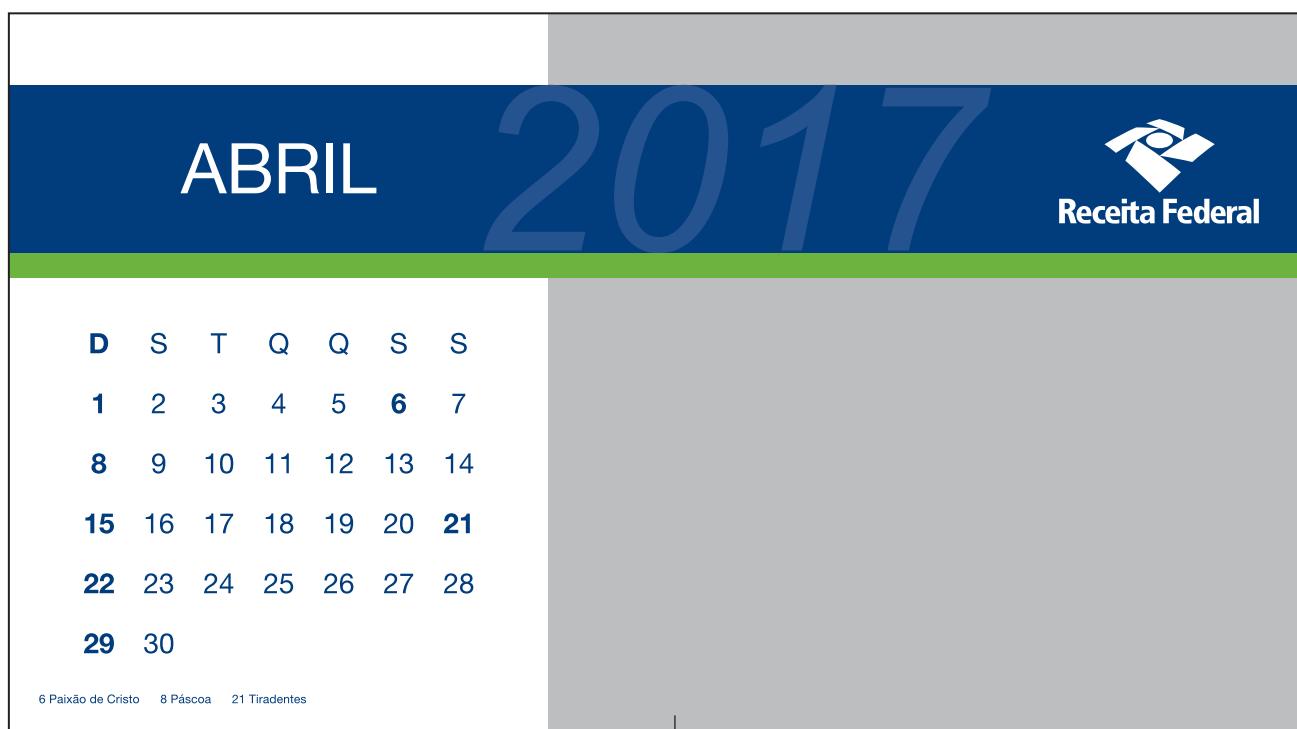 2017
ABRIL
Receita Federal
D S T Q Q S S
1 2 3 4 5 6 7
8 9 10 11 12 13 14
15 16 17 18 19 20 21
22 23 24 25 26 27 28
29 30
6 Paixão de Cristo 8 Páscoa 21 Tiradentes